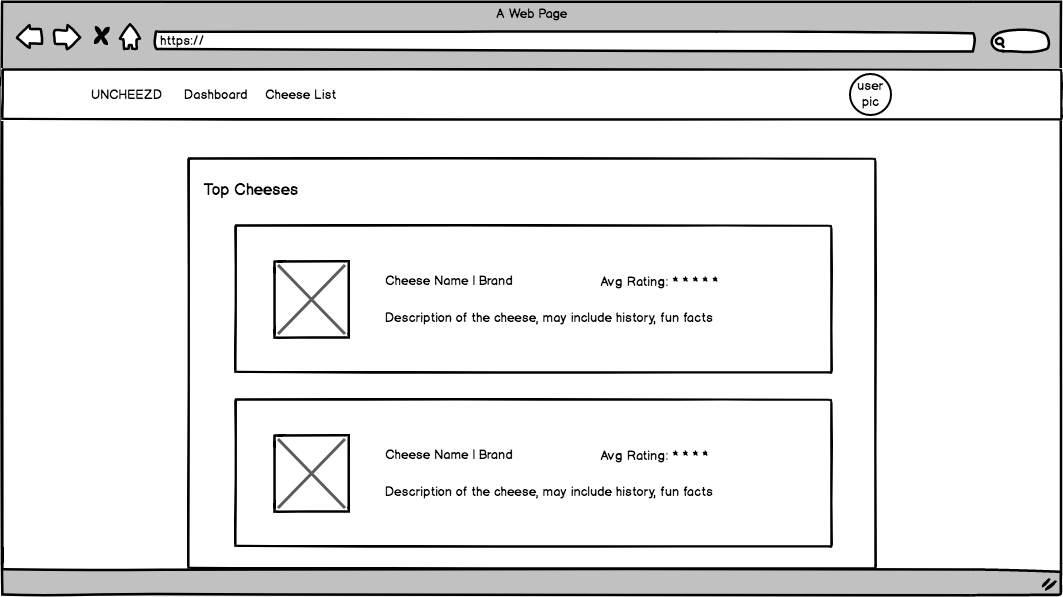 A Web Page
https://
UNCHEEZD Dashboard Cheese List
user
pic
Top Cheeses
Cheese Name | Brand Avg Rating: * * * * *
Description of the cheese, may include history, fun facts
Cheese Name | Brand Avg Rating: * * * *
Description of the cheese, may include history, fun facts